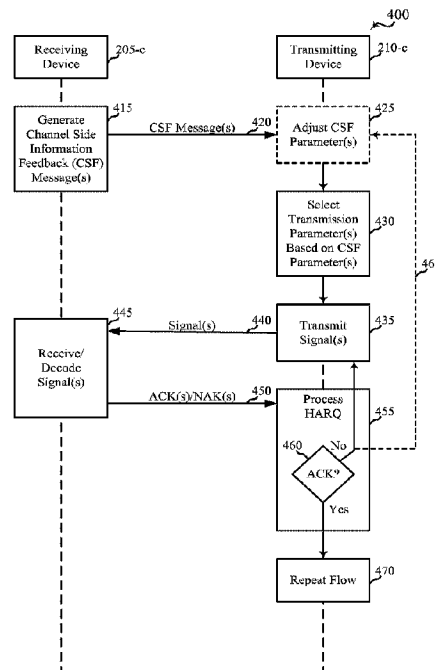 400
Receiving
Device
205-c
Transmitting
Device
210-c
Generate
Channel Side
Information
Feedback (CSF)
Message(s)
415
CSF Message(s)
420
Adjust CSF
Parameter(s)
425
Select
Transmission
Parameter(s)
Based on CSF
Parameter(s)
430
46
445
Signal(s)
440
Transmit
Signal(s)
435
Receive/
Decode
Signal(s)
ACK(s)/NAK(s)
450
Process
HARQ
455
No
460
ACK?
Yes
Repeat Flow
470